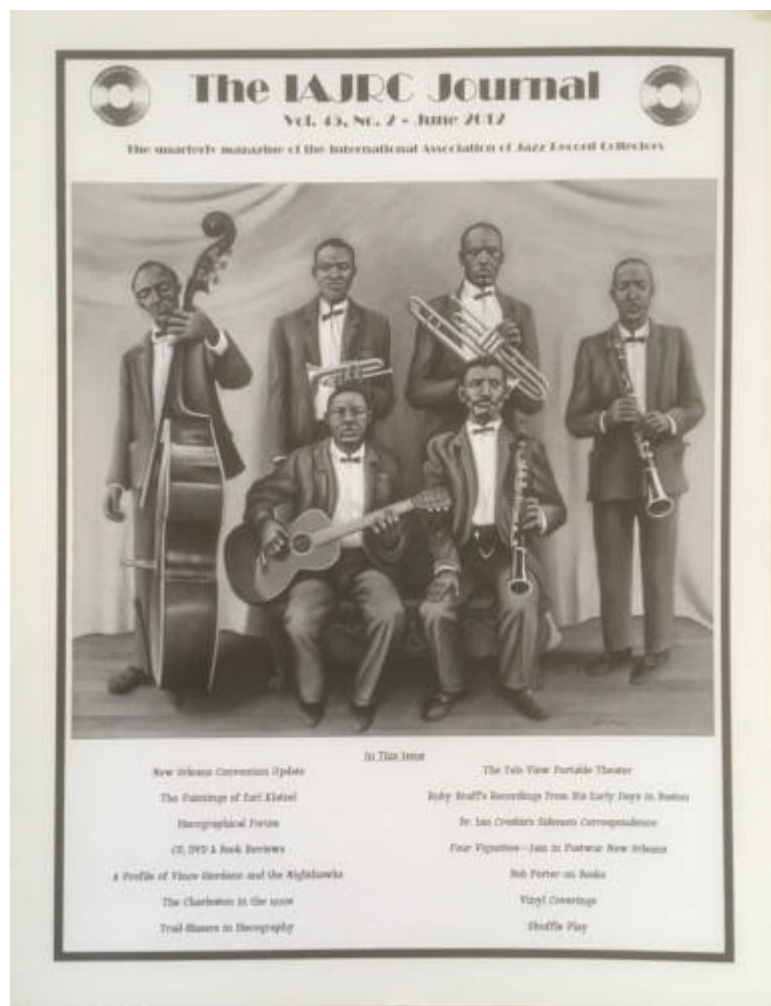 The IAJRC Journal
Vol. 45, No. 2 - June 2012
The quarterly magazine of the International Association of Jazz Record Collectors
In This Issue
New Orleans Convention Update
The Paintings of Earl Klatzel
Discographical Forum
CD, DVD & Book Reviews
A Profile of Vince Giordano and the Nighthawks
The Charleston in the
Trail-Blazers in Discography
The Tele-View Portable Theater
Ruby Braff's Recordings from His Early Days in Boston
Dr. Ian Crosbie's Sidemen Correspondence
Four Vignettes—Jazz in Postwar New Orleans
Bob Porter on Books
Vinyl Coverings
Shuffle Play